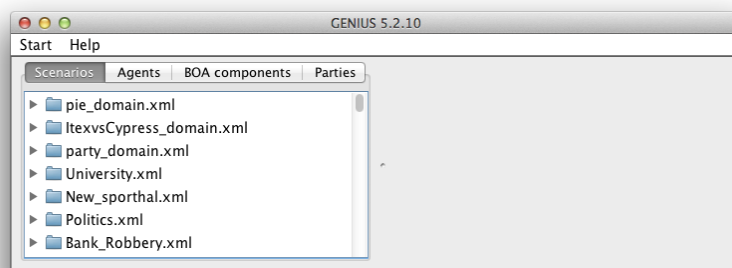 GENIUS 5.2.10
Start Help
Scenarios Agents BOA components Parties
pie_domain.xml
ItexvsCypress_domain.xml
party_domain.xml
University.xml
New_sporthal.xml
Politics.xml
Bank_Robbery.xml